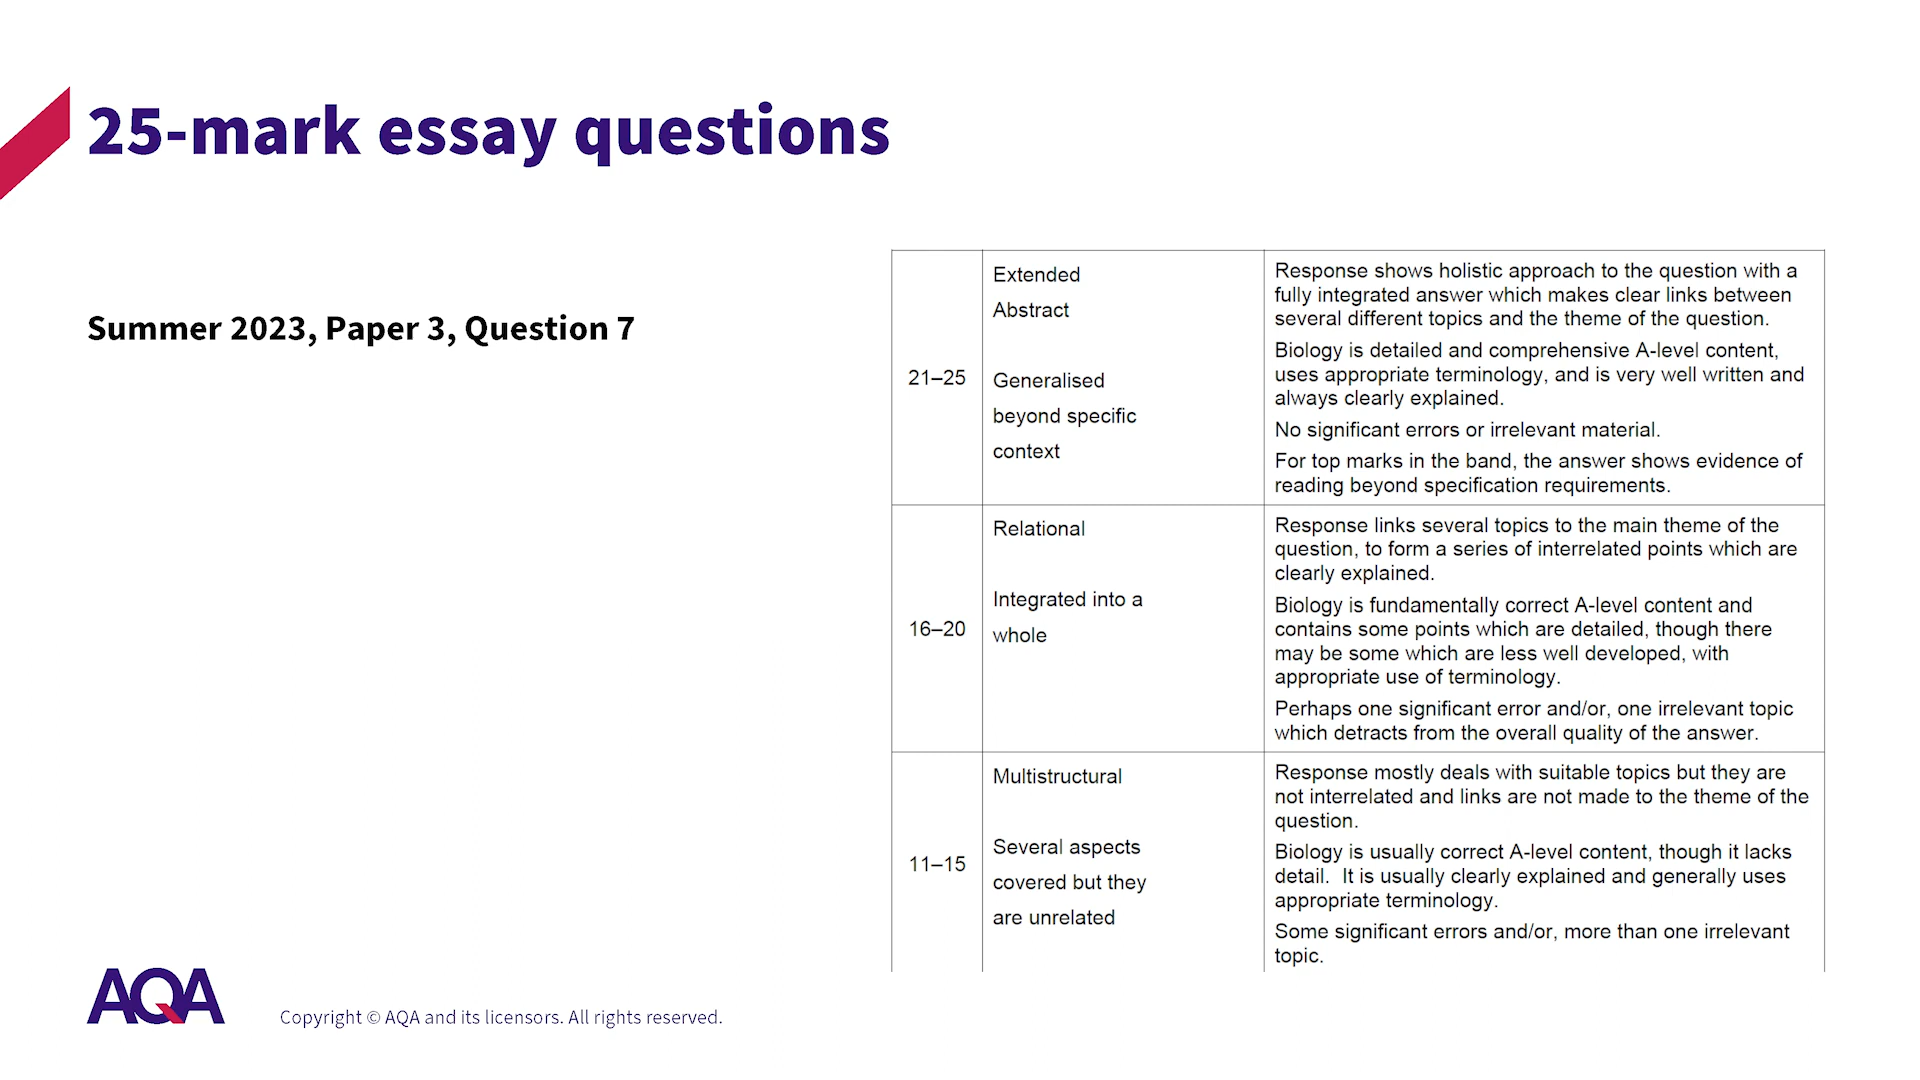 25-mark essay questions
Summer 2023, Paper 3, Question 7
21–25
Extended
Abstract
Generalised
beyond specific
context
Response shows holistic approach to the question with a
fully integrated answer which makes clear links between
several different topics and the theme of the question.
Biology is detailed and comprehensive A-level content,
uses appropriate terminology, and is very well written and
always clearly explained.
No significant errors or irrelevant material.
For top marks in the band, the answer shows evidence of
reading beyond specification requirements.
16–20
Relational
Integrated into a
whole
Response links several topics to the main theme of the
question, to form a series of interrelated points which are
clearly explained.
Biology is fundamentally correct A-level content and
contains some points which are detailed, though there
may be some which are less well developed, with
appropriate use of terminology.
Perhaps one significant error and/or, one irrelevant topic
which detracts from the overall quality of the answer.
11–15
Multistructural
Several aspects
covered but they
are unrelated
Response mostly deals with suitable topics but they are
not interrelated and links are not made to the theme of the
question.
Biology is usually correct A-level content, though it lacks
detail. It is usually clearly explained and generally uses
appropriate terminology.
Some significant errors and/or, more than one irrelevant
topic.
AQA
Copyright © AQA and its licensors. All rights reserved.